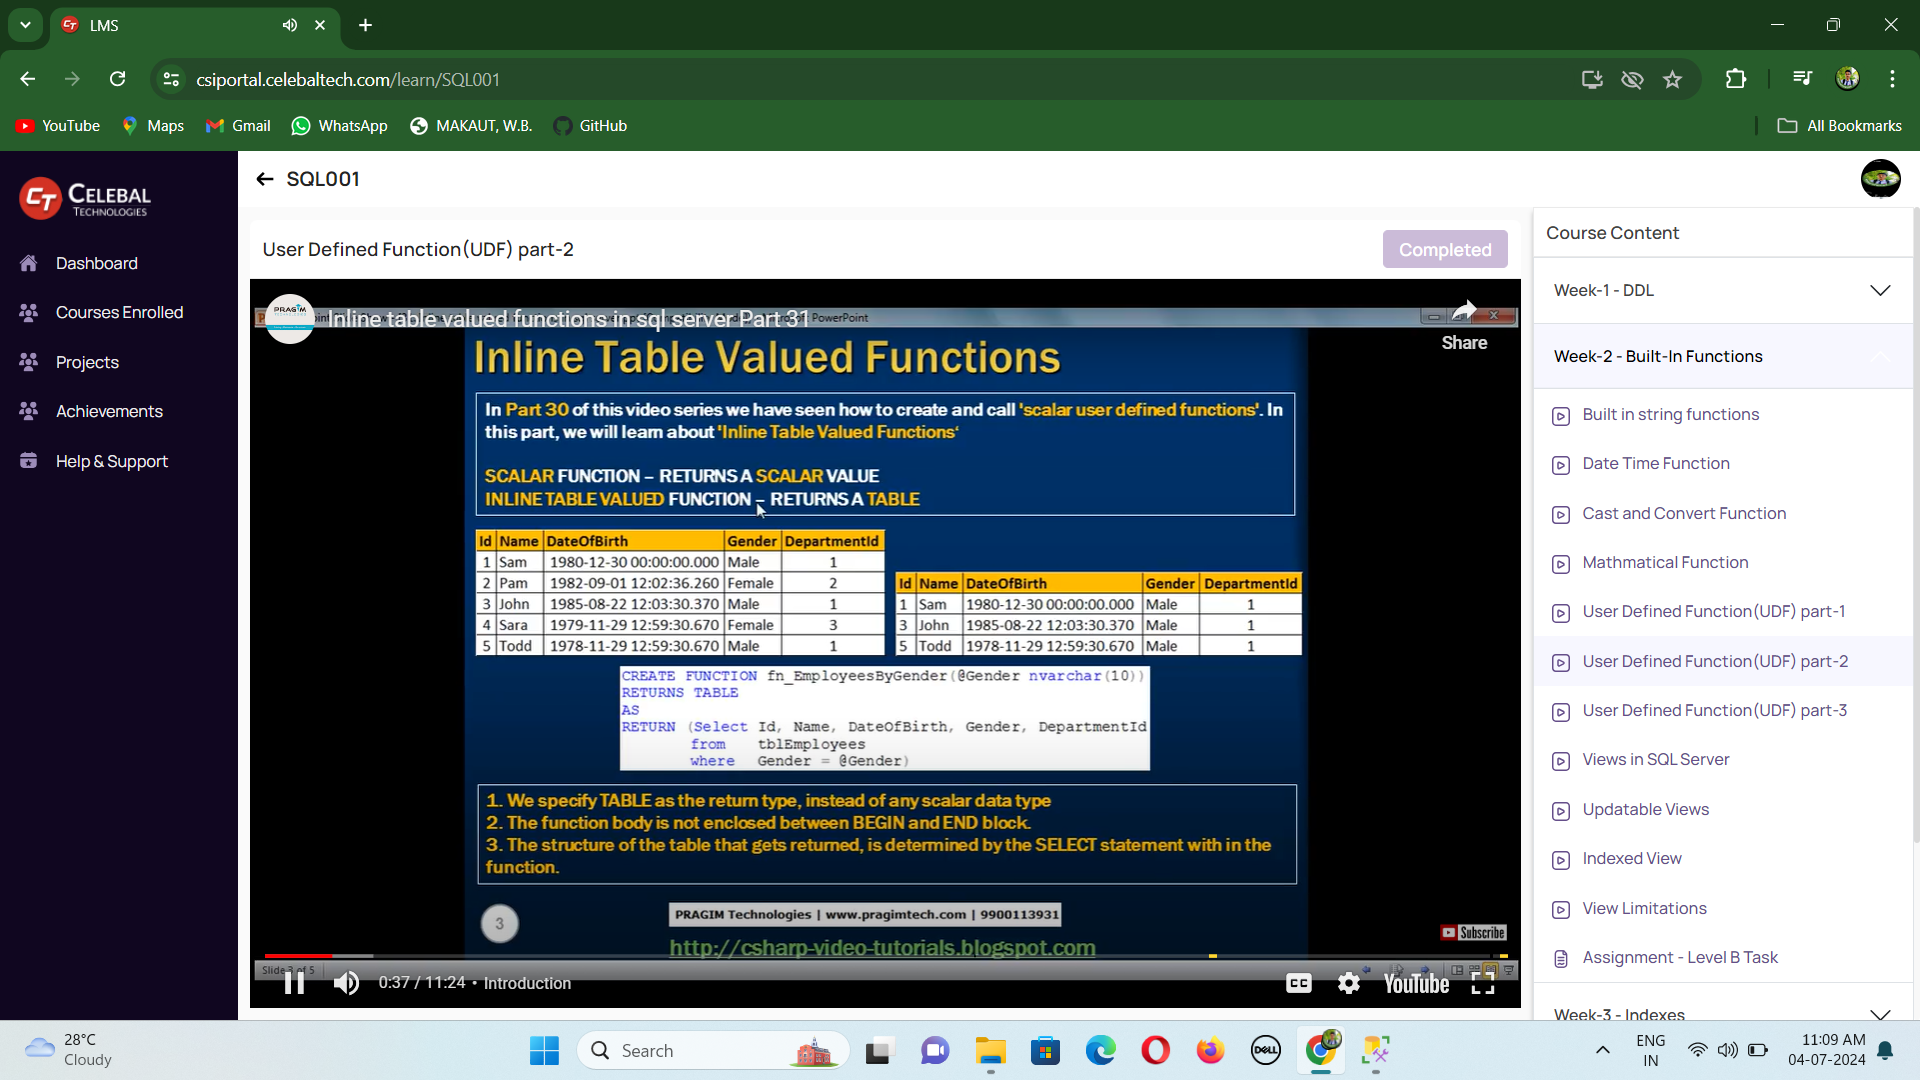 LMS
csiportal.celebaltech.com/learn/SQL001
YouTube Maps Gmail WhatsApp MAKAUT, W.B. GitHub All Bookmarks
CELEBAL
TECHNOLOGIES
Dashboard
Courses Enrolled
Projects
Achievements
Help & Support
SQL001
User Defined Function(UDF) part-2
Completed
PRAGIM
Inline table valued functions in sql server Part 31
PowerPoint
Share
Inline Table Valued Functions
In Part 30 of this video series we have seen how to create and call 'scalar user defined functions'. In
this part, we will learn about 'Inline Table Valued Functions'
SCALAR FUNCTION – RETURNS A SCALAR VALUE
INLINE TABLE VALUED FUNCTION – RETURNS A TABLE
Id Name DateOfBirth Gender DepartmentId
1 Sam 1980-12-30 00:00:00.000 Male 1
2 Pam 1982-09-01 12:02:36.260 Female 2
3 John 1985-08-22 12:03:30.370 Male 1
4 Sara 1979-11-29 12:59:30.670 Female 3
5 Todd 1978-11-29 12:59:30.670 Male 1
Id Name DateOfBirth Gender DepartmentId
1 Sam 1980-12-30 00:00:00.000 Male 1
3 John 1985-08-22 12:03:30.370 Male 1
5 Todd 1978-11-29 12:59:30.670 Male 1
CREATE FUNCTION fn_EmployeesByGender(@Gender nvarchar(10))
RETURNS TABLE
AS
RETURN (Select Id, Name, DateOfBirth, Gender, DepartmentId
from tblEmployees
where Gender = @Gender)
1. We specify TABLE as the return type, instead of any scalar data type
2. The function body is not enclosed between BEGIN and END block.
3. The structure of the table that gets returned, is determined by the SELECT statement with in the
function.
3
PRAGIM Technologies | www.pragimtech.com | 9900113931
http://csharp-video-tutorials.blogspot.com
Subscribe
Slide 3 of 5
0:37 / 11:24 • Introduction
CC
YouTube
Course Content
Week-1 - DDL
Week-2 - Built-In Functions
Built in string functions
Date Time Function
Cast and Convert Function
Mathmatical Function
User Defined Function(UDF) part-1
User Defined Function(UDF) part-2
User Defined Function(UDF) part-3
Views in SQL Server
Updatable Views
Indexed View
View Limitations
Assignment - Level B Task
Week-3 - Indexes
28°C
Cloudy
Search
DELL
ENG
IN
11:09 AM
04-07-2024